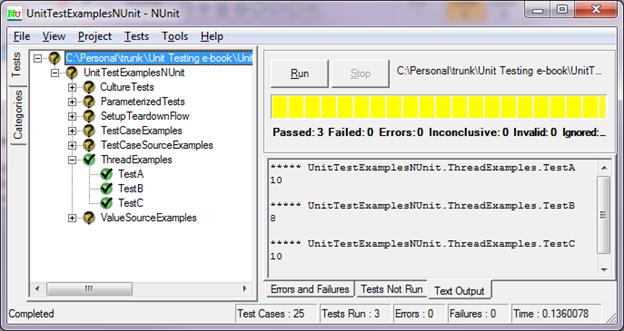 UnitTestExamplesNUnit - NUnit
File View Project Tests Tools Help
Tests
Categories
C:\Personal\trunk\Unit Testing e-book\Unit
UnitTestExamplesNUnit
CultureTests
ParameterizedTests
SetupTeardownFlow
TestCaseExamples
TestCaseSourceExamples
ThreadExamples
TestA
TestB
TestC
ValueSourceExamples
Run Stop C:\Personal\trunk\Unit Testing e-book\UnitT...
Passed: 3 Failed: 0 Errors: 0 Inconclusive: 0 Invalid: 0 Ignored:...
***** UnitTestExamplesNUnit.ThreadExamples.TestA
10
***** UnitTestExamplesNUnit.ThreadExamples.TestB
8
***** UnitTestExamplesNUnit.ThreadExamples.TestC
10
Errors and Failures Tests Not Run Text Output
Completed Test Cases : 25 Tests Run : 3 Errors : 0 Failures : 0 Time : 0.1360078